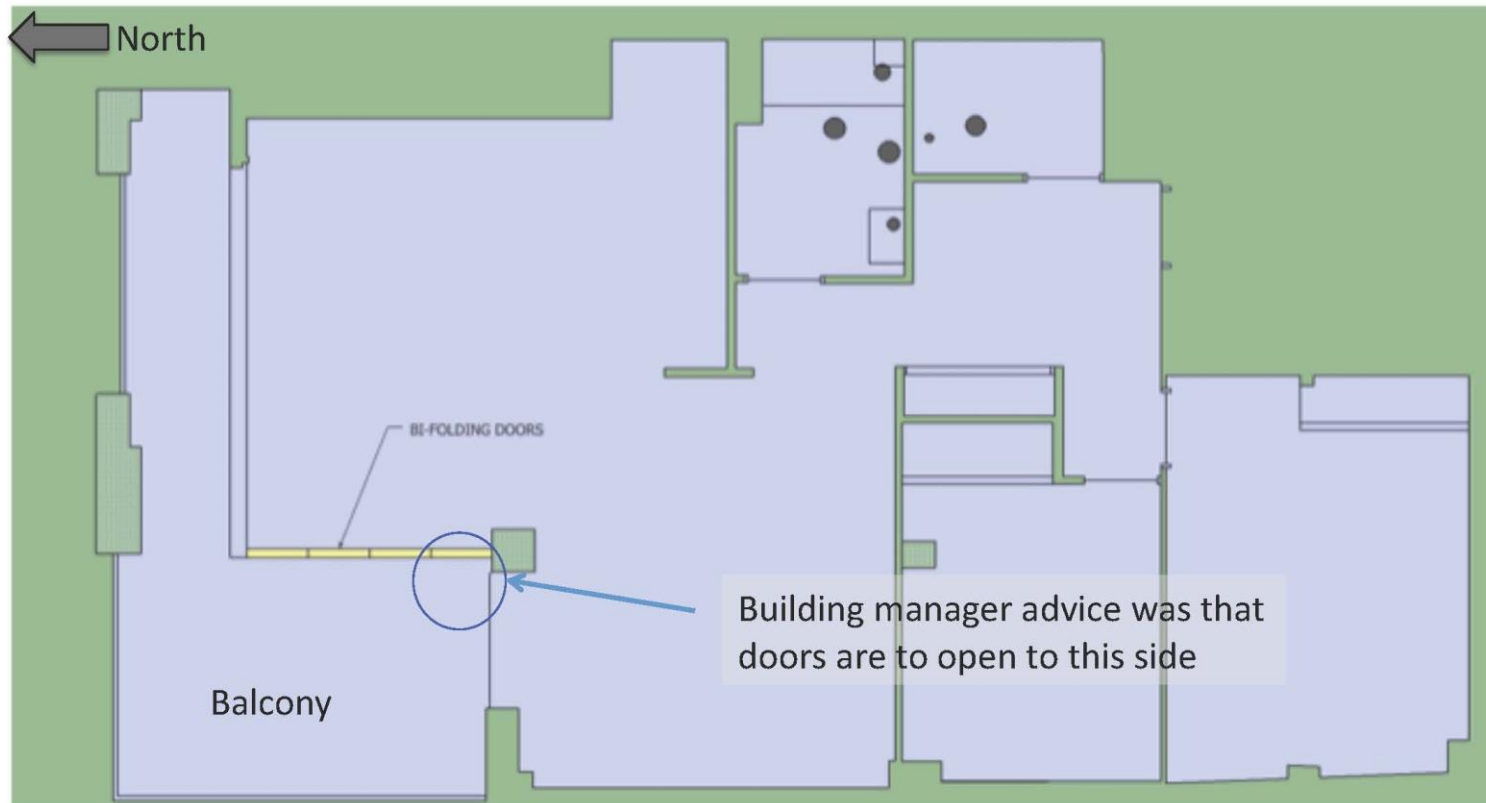 North
BI-FOLDING DOORS
Building manager advice was that
doors are to open to this side
Balcony